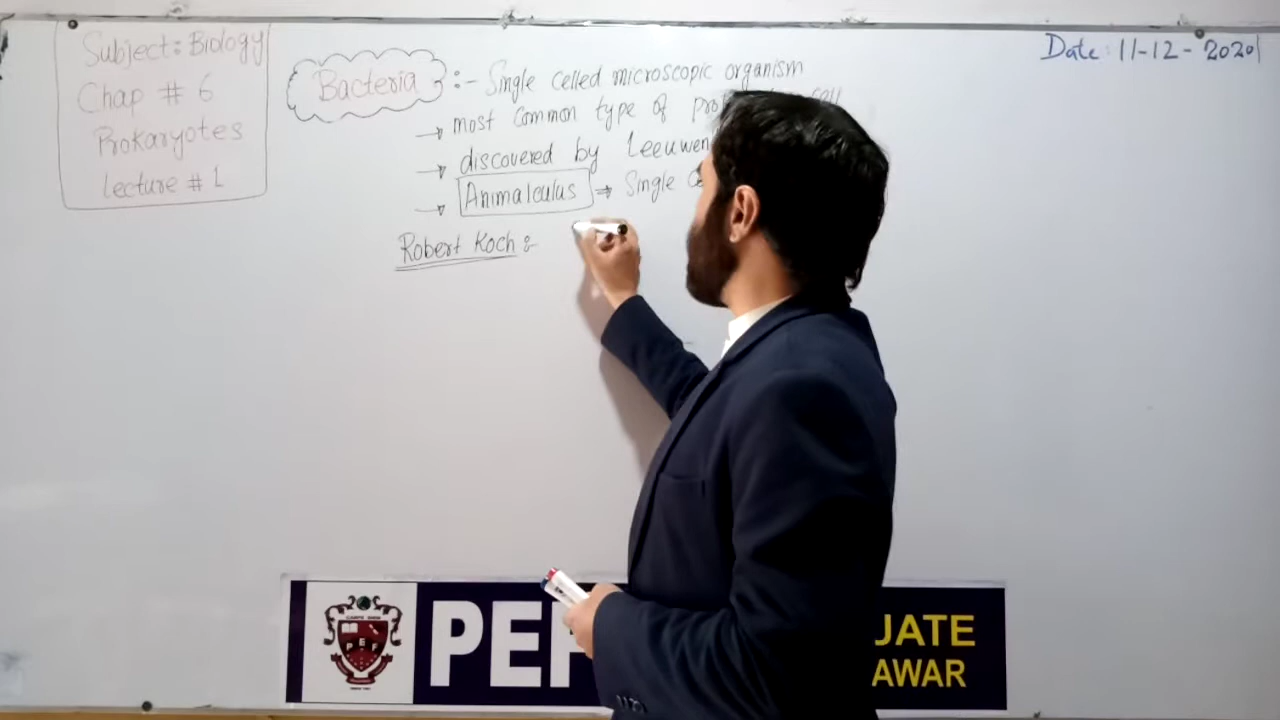 Subject: Biology
Chap # 6
Prokaryotes
Lecture # 1
Date: 11-12-2020
Bacteria :- Single celled microscopic organism
→ most common type of
→ discovered by Leeuwen
→ Animalculus ⇒ Single
Robert Koch :-
PEF
UATE
AWAR
P E F